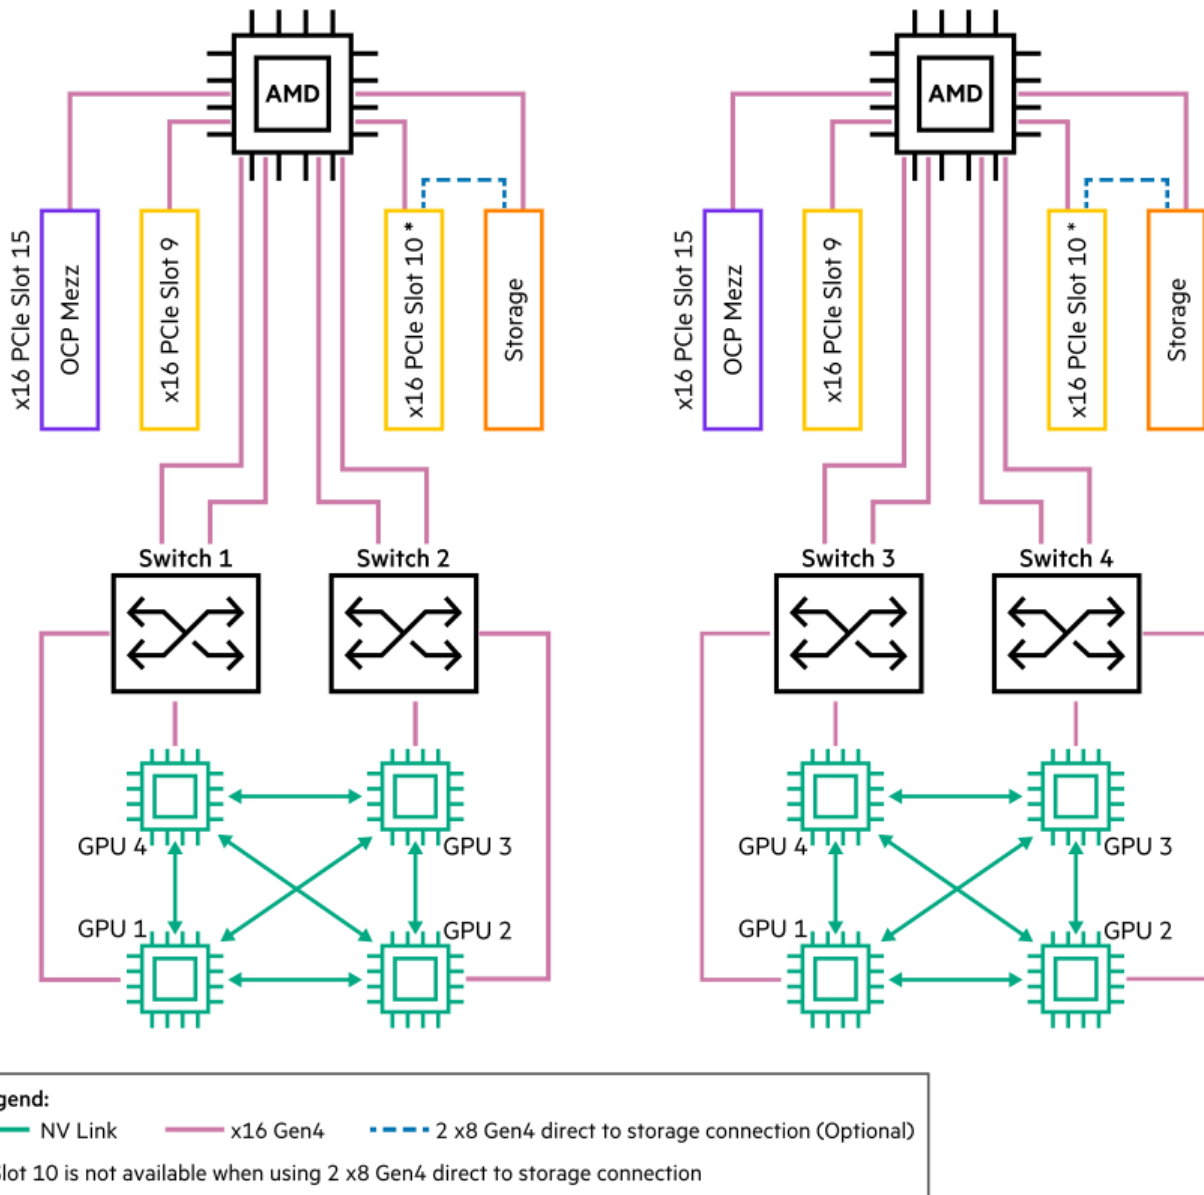 AMD
AMD
x16 PCIe Slot 15
OCP Mezz
x16 PCIe Slot 9
x16 PCIe Slot 10 *
Storage
x16 PCIe Slot 15
OCP Mezz
x16 PCIe Slot 9
x16 PCIe Slot 10 *
Storage
Switch 1
Switch 2
Switch 3
Switch 4
GPU 4
GPU 3
GPU 4
GPU 3
GPU 1
GPU 2
GPU 1
GPU 2
gend:
NV Link
x16 Gen4
2 x8 Gen4 direct to storage connection (Optional)
lot 10 is not available when using 2 x8 Gen4 direct to storage connection